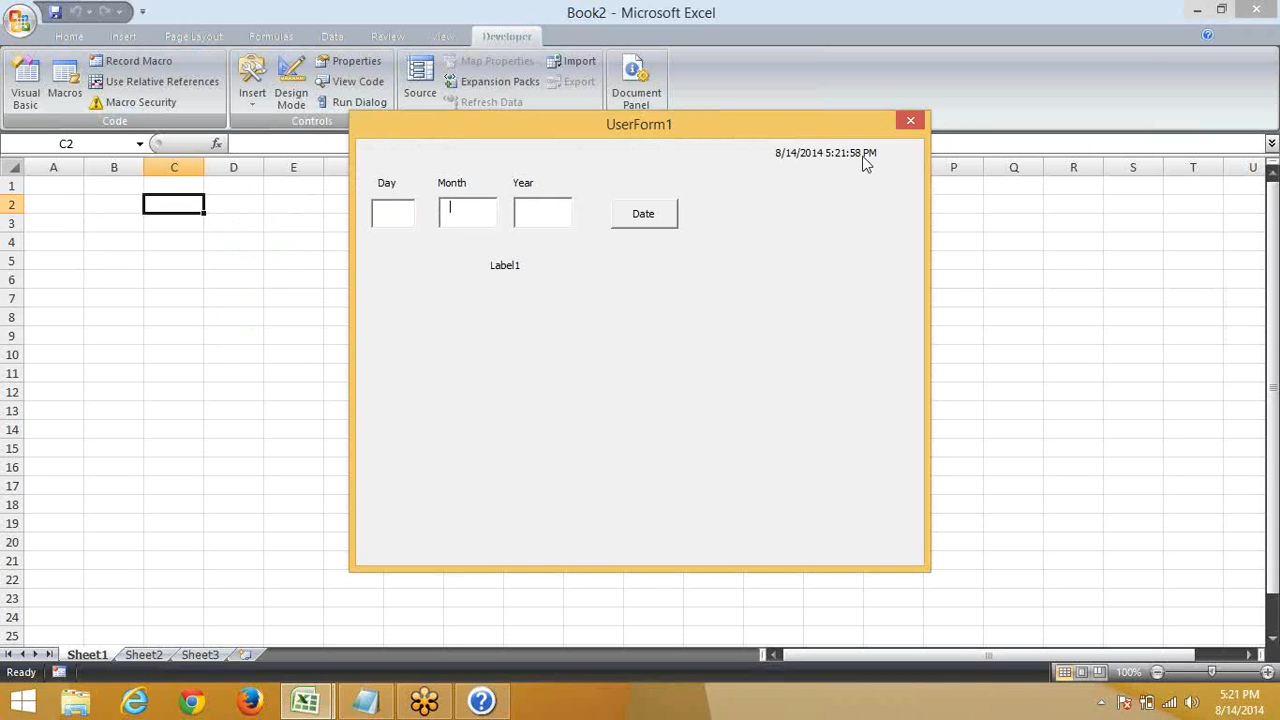 Book2 - Microsoft Excel
Home Insert Page Layout Formulas Data Review View Developer
Visual Basic
Macros
Record Macro
Use Relative References
Macro Security
Code
Insert
Design Mode
Properties
View Code
Run Dialog
Controls
Source
Map Properties
Expansion Packs
Refresh Data
Import
Export
Document Panel
C2
fx
UserForm1
8/14/2014 5:21:58 PM
Day Month Year
Date
Label1
A B C D E P Q R S T U
1
2
3
4
5
6
7
8
9
10
11
12
13
14
15
16
17
18
19
20
21
22
23
24
25
Sheet1 Sheet2 Sheet3
Ready
100%
5:21 PM
8/14/2014